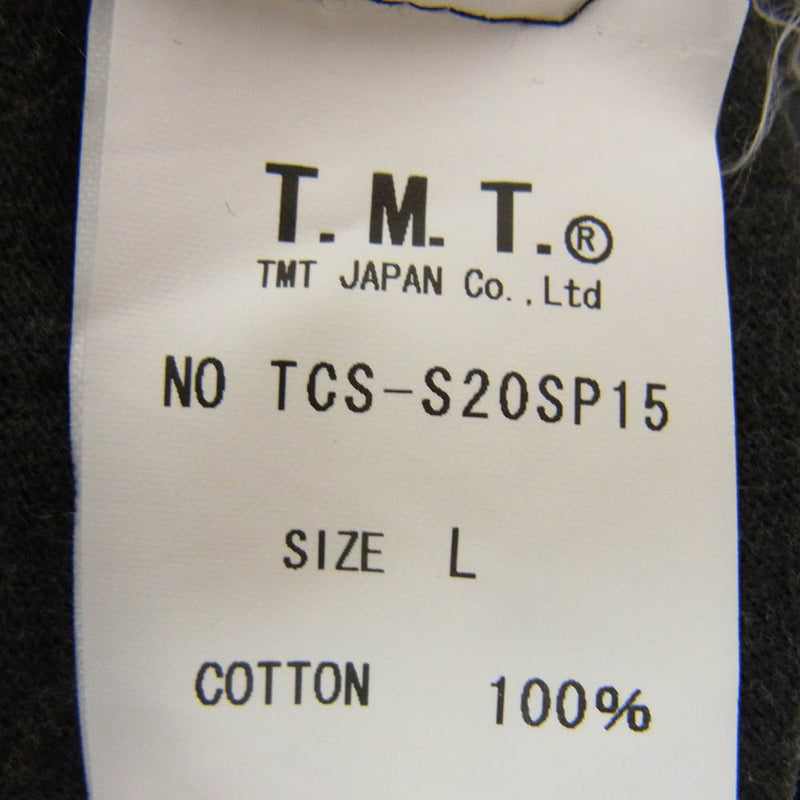 T.M.T.®
TMT JAPAN Co.,Ltd
NO TCS-S20SP15
SIZE L
COTTON 100%